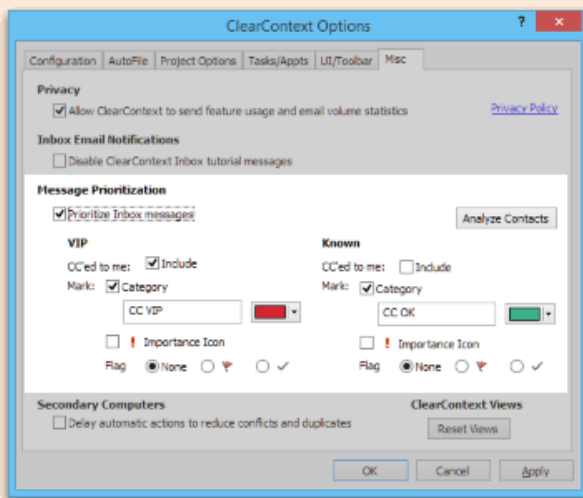 ClearContext Options ?
Configuration AutoFile Project Options Tasks/Appts UI/Toolbar Misc
Privacy
Allow ClearContext to send feature usage and email volume statistics Privacy Policy
Inbox Email Notifications
Disable ClearContext Inbox tutorial messages
Message Prioritization
Prioritize Inbox messages Analyze Contacts
VIP Known
CC'ed to me: Include CC'ed to me: Include
Mark: Category Mark: Category
CC VIP CC OK
! Importance Icon ! Importance Icon
Flag None Flag None
Secondary Computers ClearContext Views
Delay automatic actions to reduce conflicts and duplicates Reset Views
OK Cancel Apply